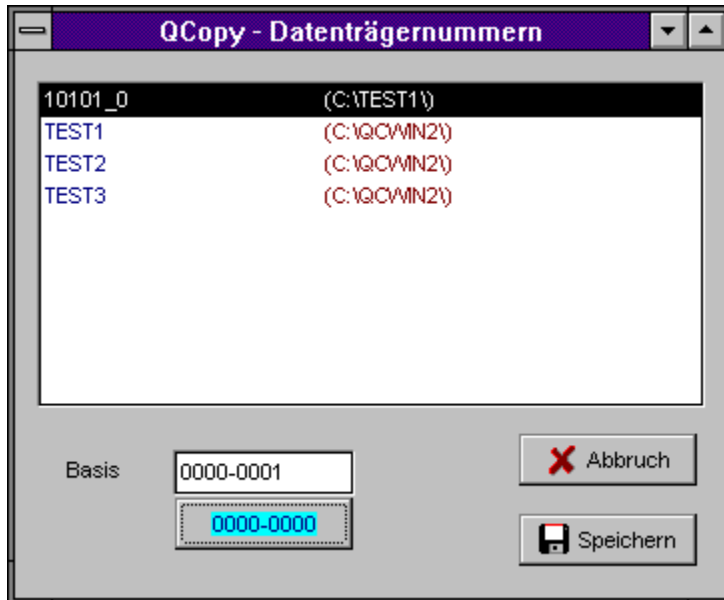 QCopy - Datenträgernummern
10101_0 (C:\TEST1\)
TEST1 (C:\QCWIN2\)
TEST2 (C:\QCWIN2\)
TEST3 (C:\QCWIN2\)
Basis 0000-0001
Abbruch
0000-0000
Speichern